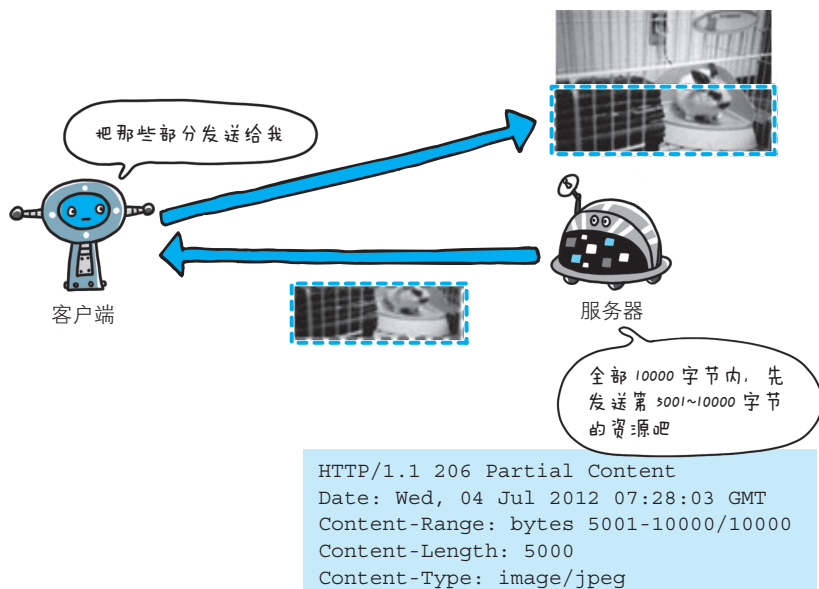 把那些部分发送给我
客户端
服务器
全部 10000 字节内，先
发送第 5001~10000 字节
的资源吧
HTTP/1.1 206 Partial Content
Date: Wed, 04 Jul 2012 07:28:03 GMT
Content-Range: bytes 5001-10000/10000
Content-Length: 5000
Content-Type: image/jpeg